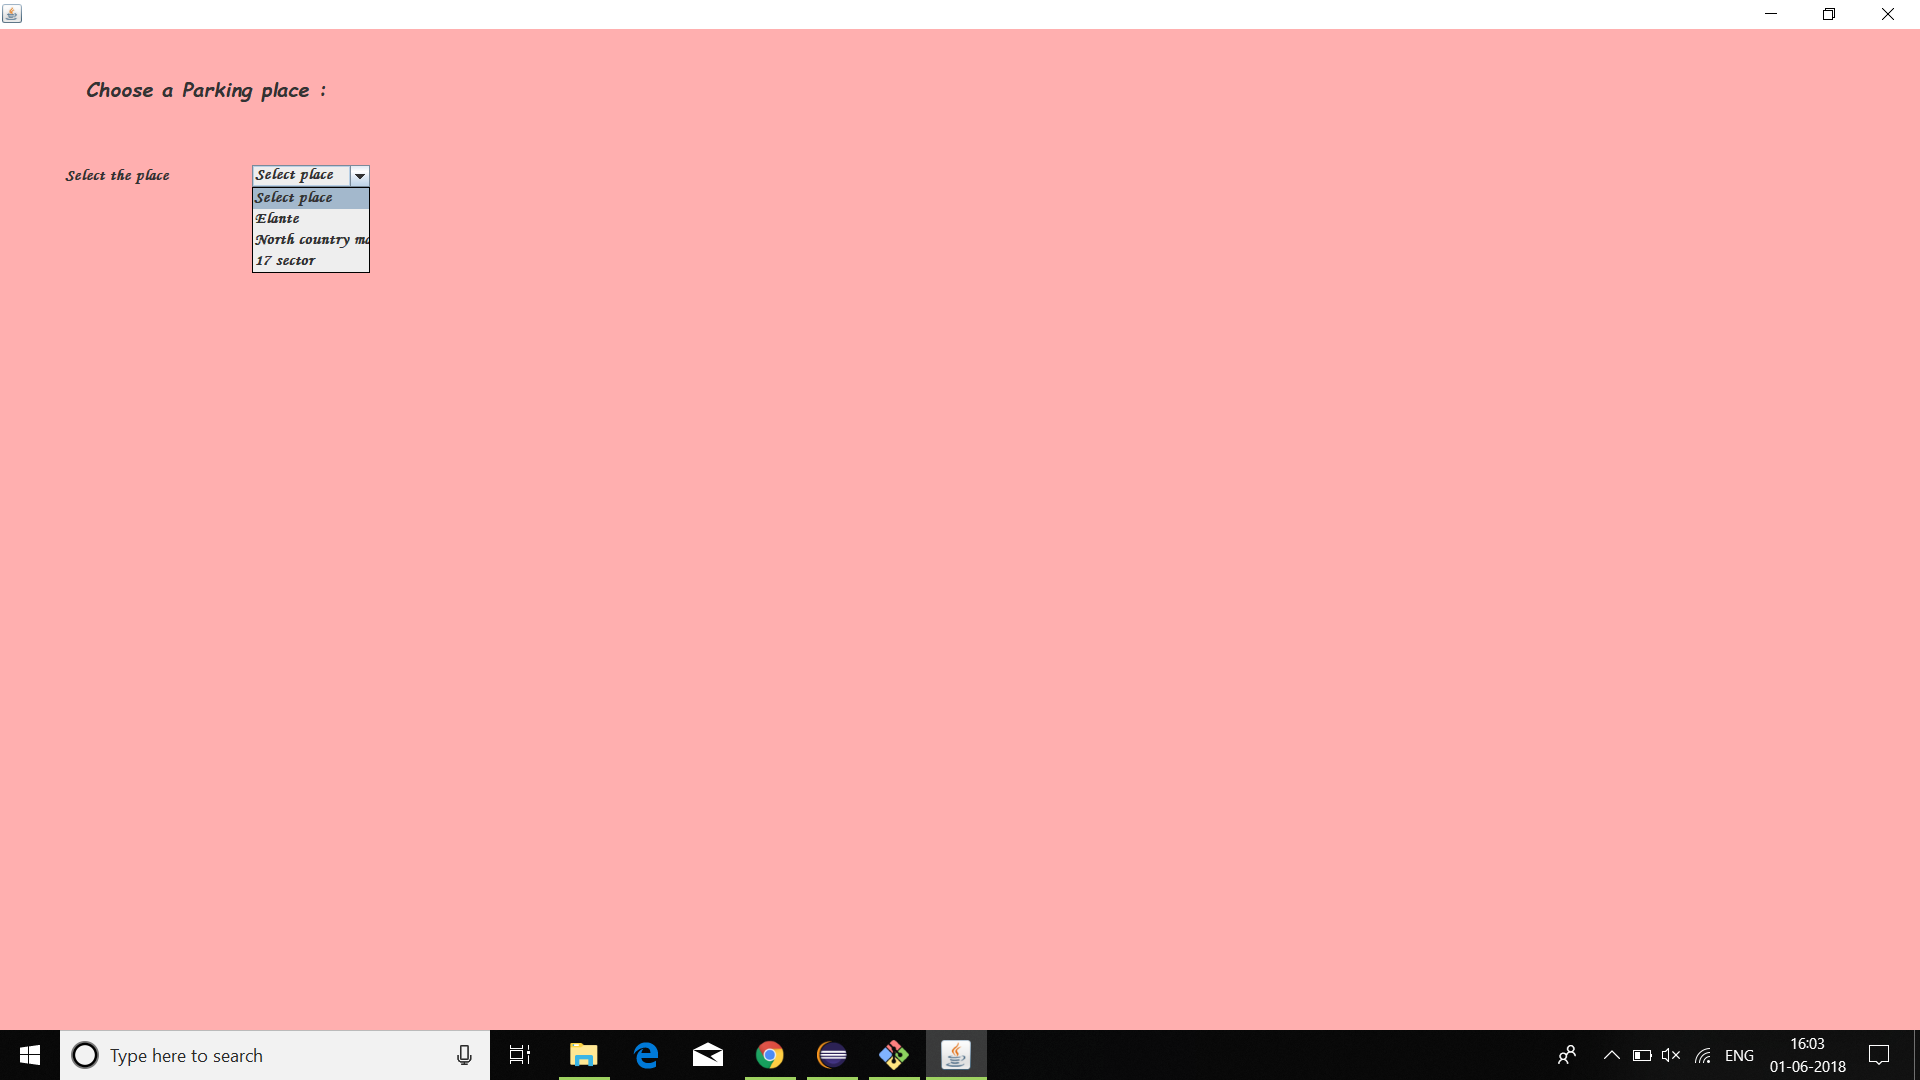 Choose a Parking place :
Select the place
Select place
Select place
Elante
North country
17 sector
Type here to search
ENG
16:03
01-06-2018